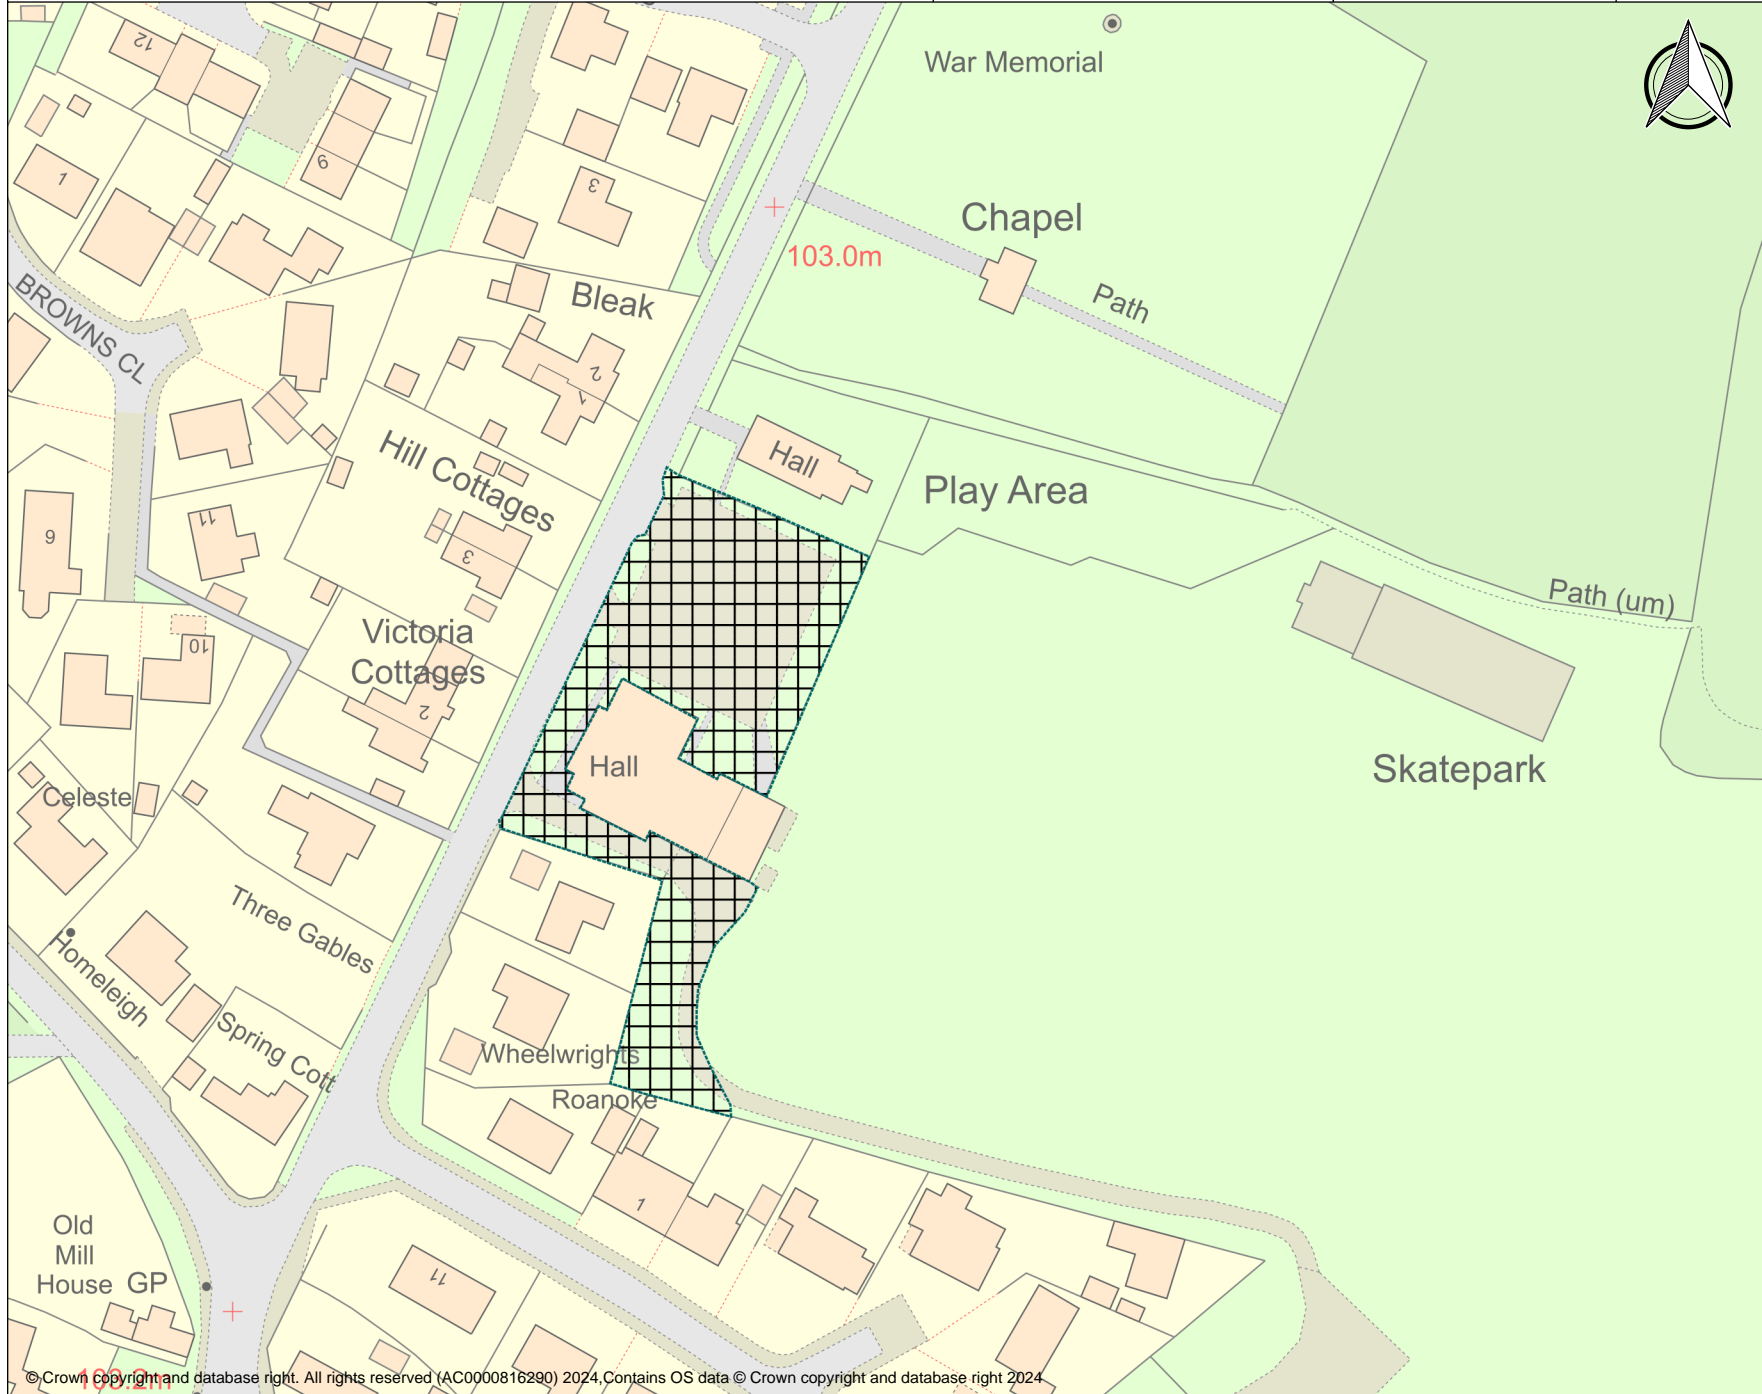 War Memorial
12
1
9
3
Chapel
103.0m
Path
BROWNS CL
Bleak
2
1
Hill Cottages
Hall
Play Area
11
9
3
Path (um)
Victoria
Cottages
10
2
Hall
Skatepark
Celeste
Three Gables
Homeleigh
Spring Cott
Wheelwrights
Roanoke
1
Old
Mill
House
GP
11
103.2m
© Crown copyright and database right. All rights reserved (AC0000816290) 2024,Contains OS data © Crown copyright and database right 2024